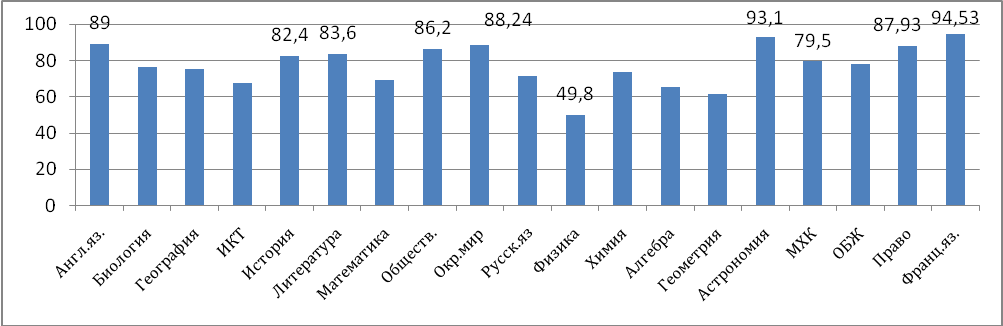 100
80
60
40
20
0
89
82,4
83,6
86,2
88,24
49,8
93,1
79,5
87,93
94,53
Англ.яз.
Биология
География
ИКТ
История
Литература
Математика
Обществ.
Окр.мир
Русск.яз
Физика
Химия
Алгебра
Геометрия
Астрономия
МХК
ОБЖ
Право
Франц.яз.